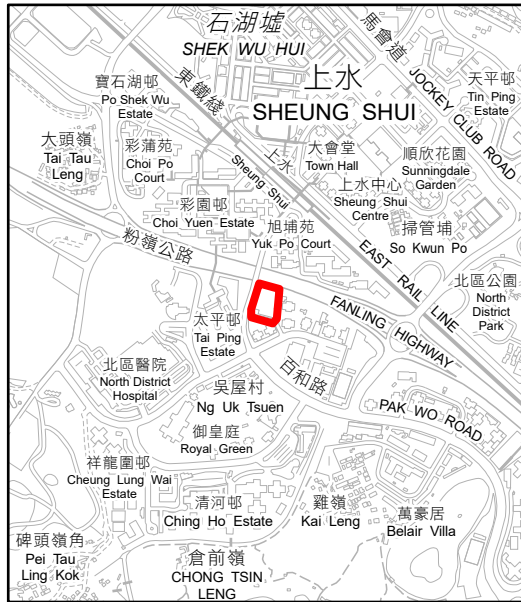 石湖墟
SHEK WU HUI
馬會道 JOCKEY CLUB ROAD
寶石湖邨
Po Shek Wu
Estate
東鐵綫
上水
SHEUNG SHUI
天平邨
Tin Ping
Estate
大頭嶺
Tai Tau
Leng
彩蒲苑
Choi Po
Court
上水
Sheung Shui
大會堂
Town Hall
順欣花園
Sunningdale
Garden
彩園邨
Choi Yuen Estate
旭埔苑
Yuk Po Court
上水中心
Sheung Shui
Centre
掃管埔
So Kwun Po
粉嶺公路
EAST RAIL LINE
北區公園
North
District
Park
FANLING HIGHWAY
太平邨
Tai Ping
Estate
北區醫院
North District
Hospital
吳屋村
Ng Uk Tsuen
百和路
PAK WO ROAD
御皇庭
Royal Green
祥龍圍邨
Cheung Lung Wai
Estate
清河邨
Ching Ho Estate
雞嶺
Kai Leng
萬豪居
Belair Villa
碑頭嶺角
Pei Tau
Ling Kok
倉前嶺
CHONG TSIN
LENG